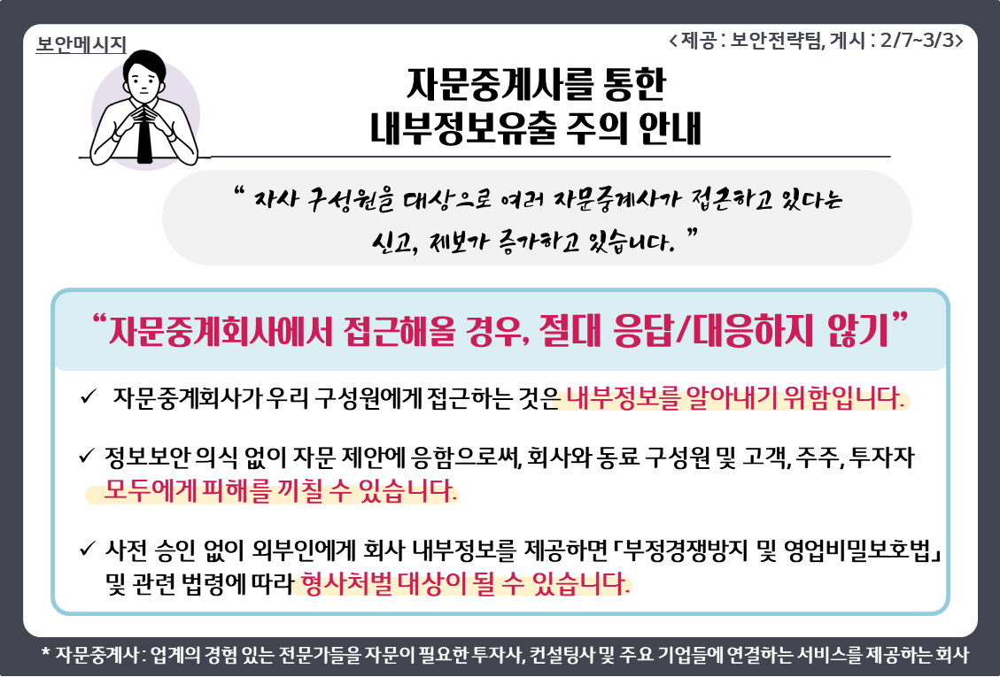 보안메시지
<제공 : 보안전략팀, 게시 : 2/7~3/3>
자문중계사를 통한
내부정보유출 주의 안내
“ 자사 구성원을 대상으로 여러 자문중계사가 접근하고 있다는
신고, 제보가 증가하고 있습니다. ”
“자문중계회사에서 접근해올 경우, 절대 응답/대응하지 않기”
✓ 자문중계회사가 우리 구성원에게 접근하는 것은 내부정보를 알아내기 위함입니다.
✓ 정보보안 의식 없이 자문 제안에 응함으로써, 회사와 동료 구성원 및 고객, 주주, 투자자
모두에게 피해를 끼칠 수 있습니다.
✓ 사전 승인 없이 외부인에게 회사 내부정보를 제공하면 「부정경쟁방지 및 영업비밀보호법」
및 관련 법령에 따라 형사처벌 대상이 될 수 있습니다.
* 자문중계사 : 업계의 경험 있는 전문가들을 자문이 필요한 투자사, 컨설팅사 및 주요 기업들에 연결하는 서비스를 제공하는 회사